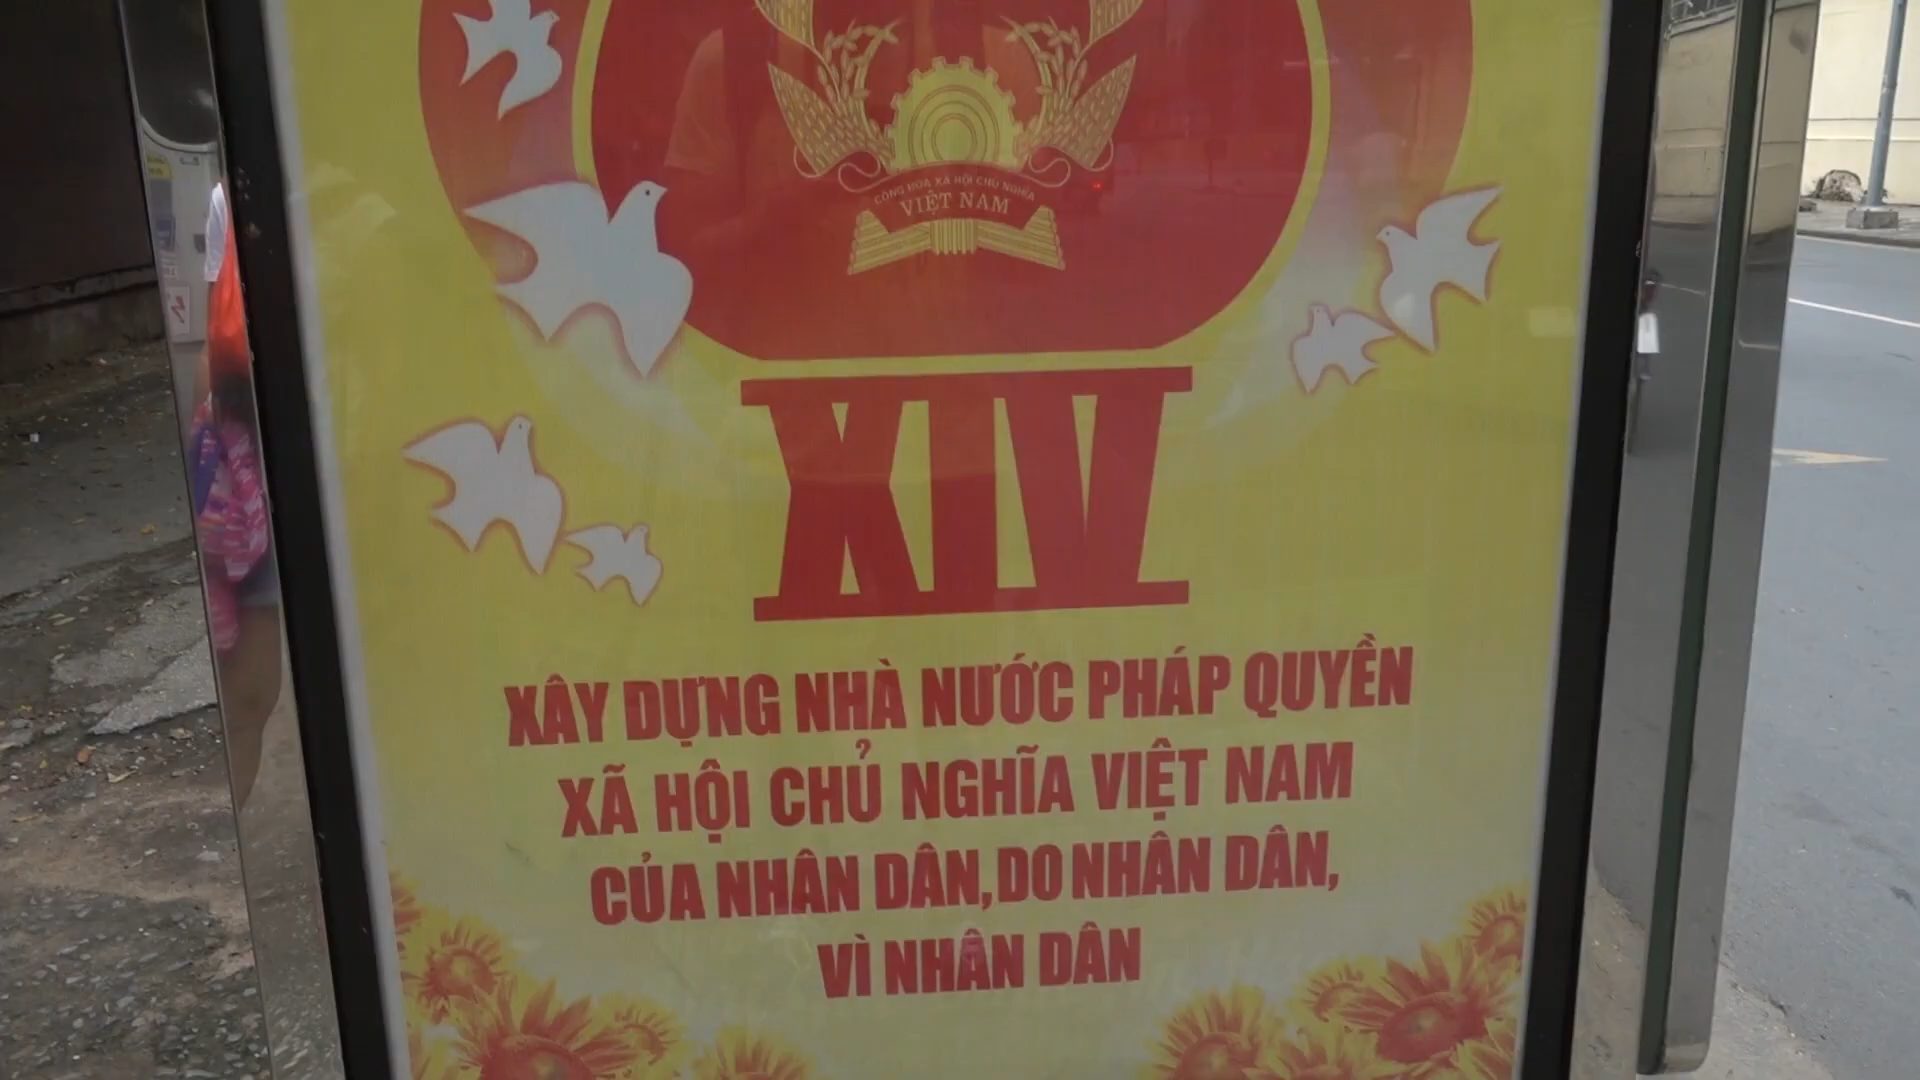 CỘNG HÒA XÃ HỘI CHỦ NGHĨA
VIỆT NAM
XIV
XÂY DỰNG NHÀ NƯỚC PHÁP QUYỀN
XÃ HỘI CHỦ NGHĨA VIỆT NAM
CỦA NHÂN DÂN, DO NHÂN DÂN,
VÌ NHÂN DÂN